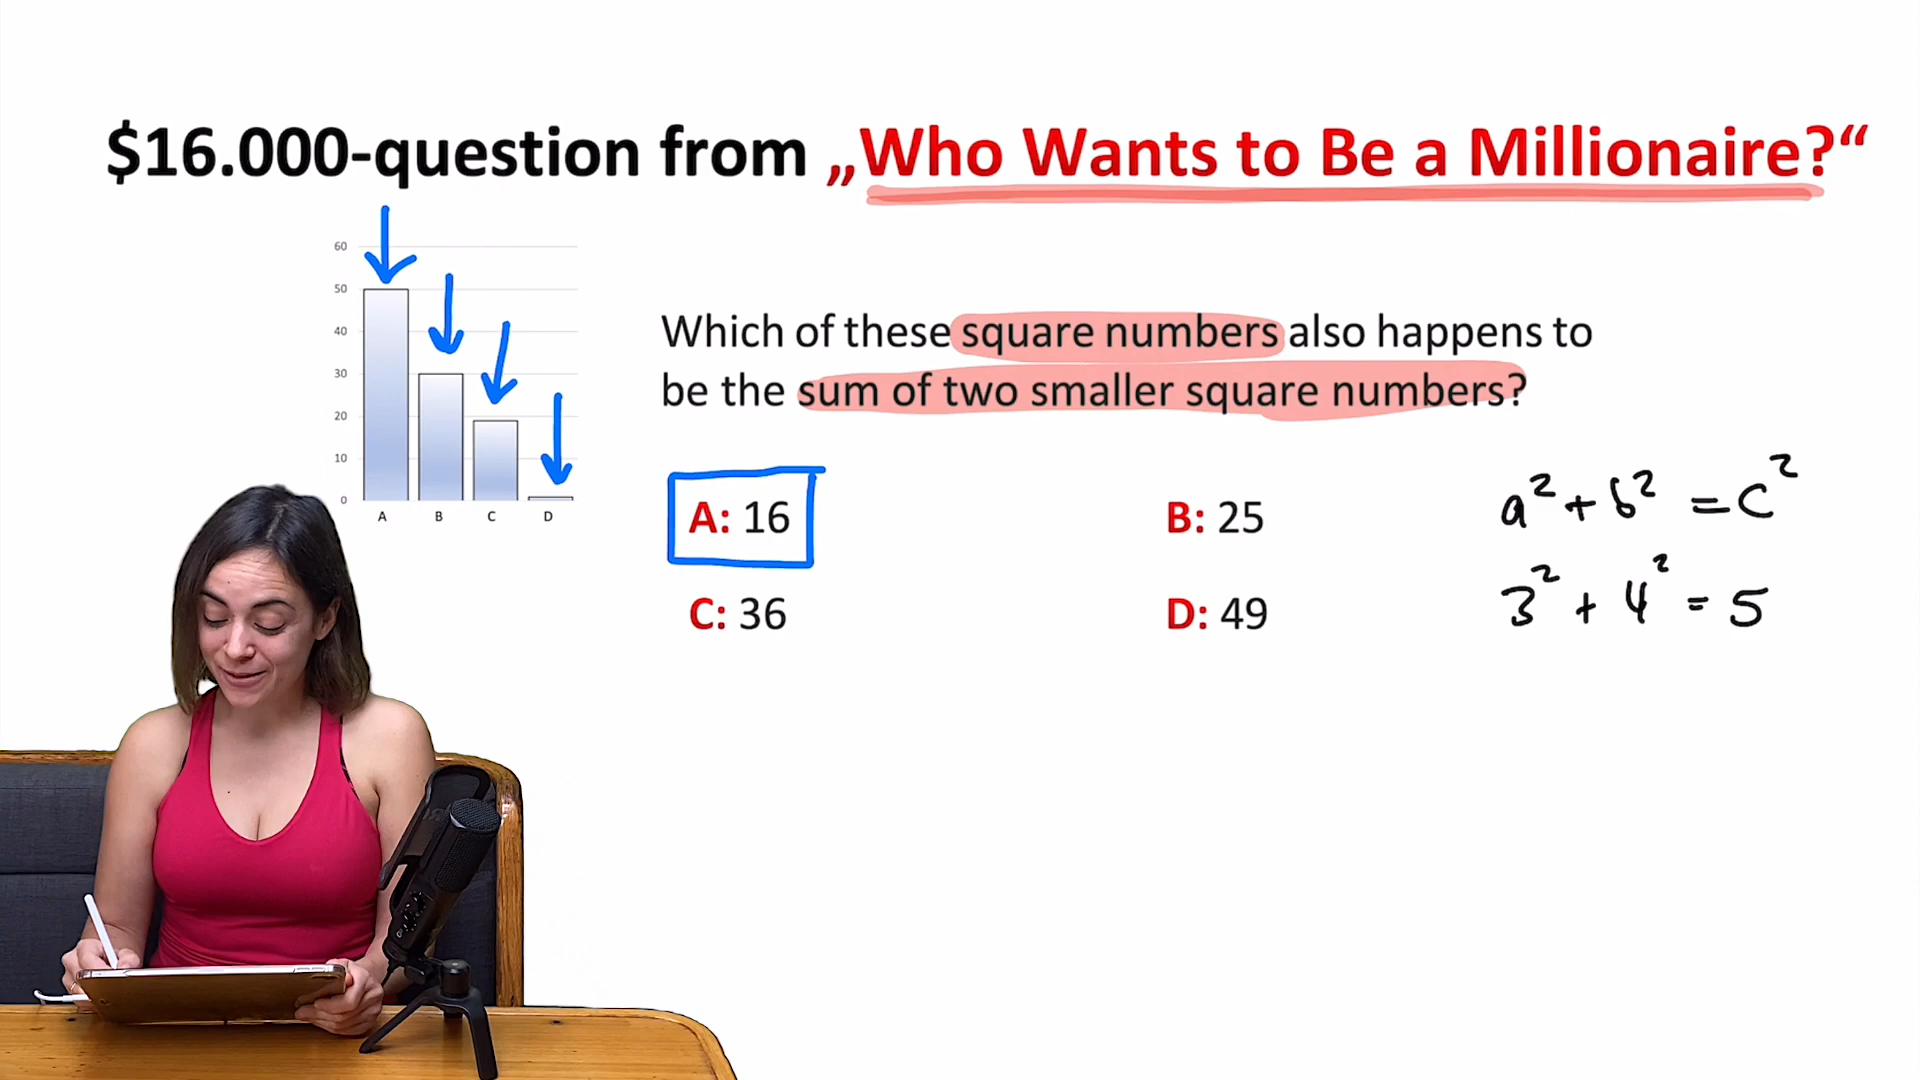 $16.000-question from „Who Wants to Be a Millionaire?“
60
50
40
30
20
10
0
A B C D
Which of these square numbers also happens to
be the sum of two smaller square numbers?
A: 16 B: 25
C: 36 D: 49
a² + b² = c²
3² + 4² = 5